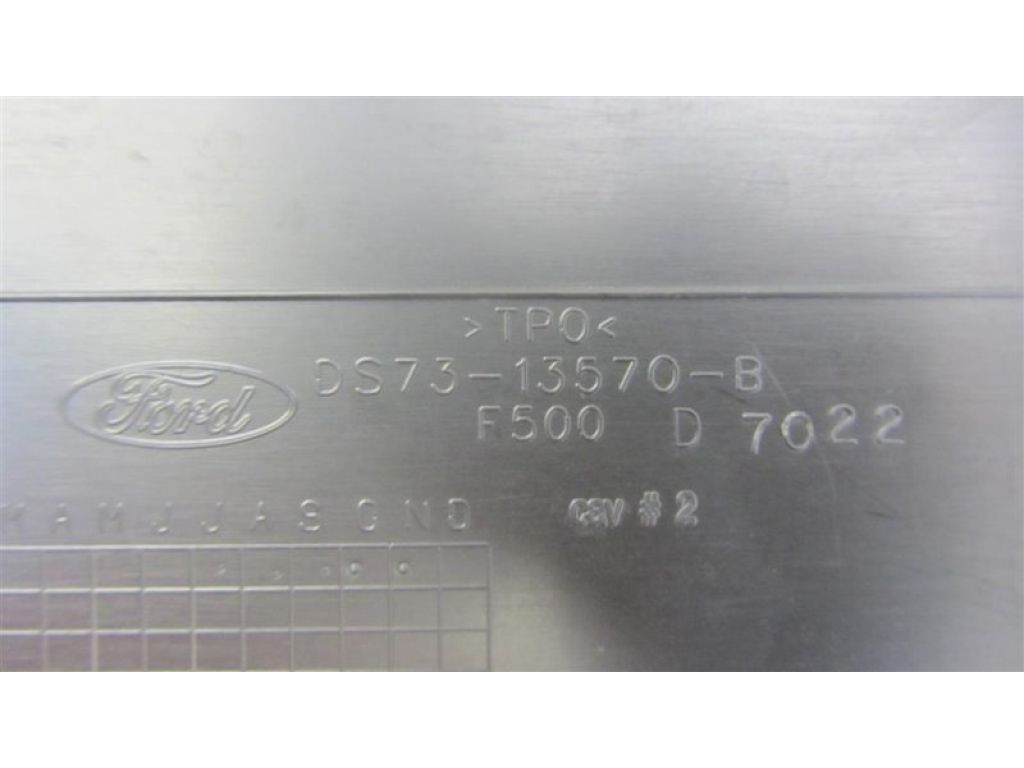 >TPO<
DS73-13570-B
Ford
F500 D 7022
M A M J J A S O N D
cav # 2